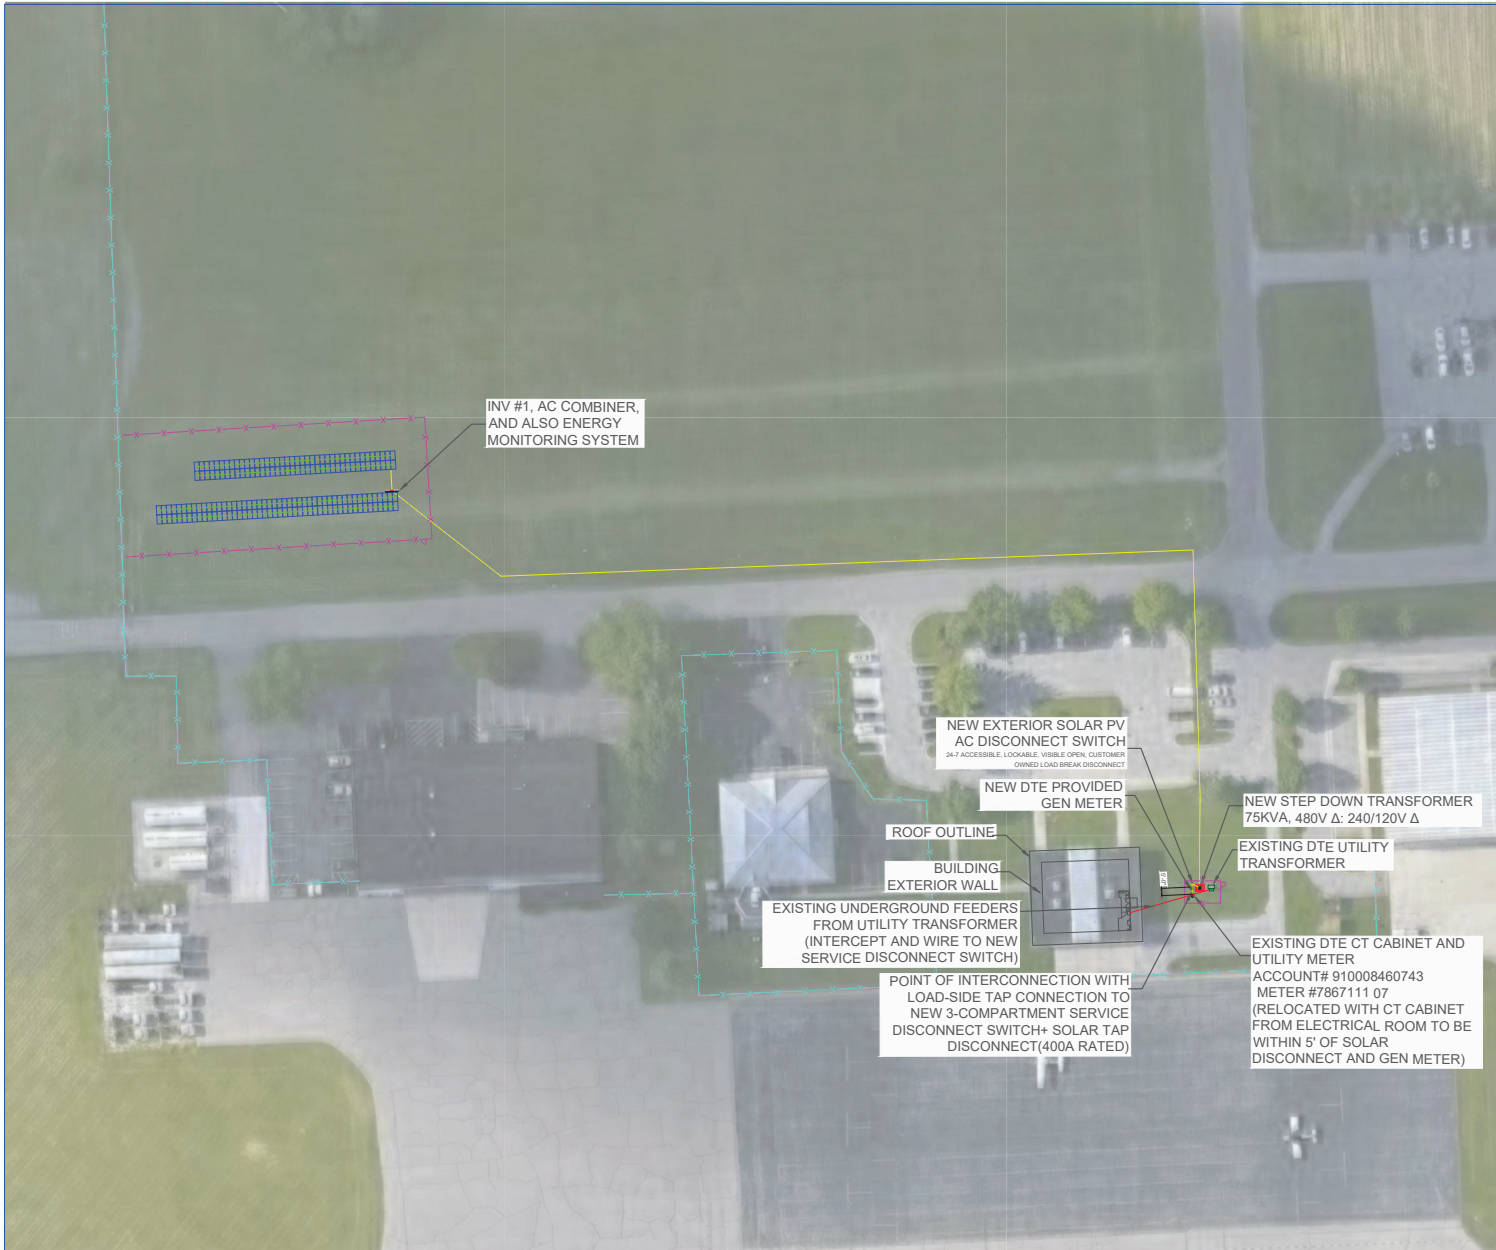 INV #1, AC COMBINER,
AND ALSO ENERGY
MONITORING SYSTEM
NEW EXTERIOR SOLAR PV
AC DISCONNECT SWITCH
24-7 ACCESSIBLE, LOCKABLE, VISIBLE OPEN, CUSTOMER
OWNED LOAD BREAK DISCONNECT
NEW DTE PROVIDED
GEN METER
NEW STEP DOWN TRANSFORMER
75KVA, 480V Δ: 240/120V Δ
ROOF OUTLINE
EXISTING DTE UTILITY
TRANSFORMER
BUILDING
EXTERIOR WALL
EXISTING UNDERGROUND FEEDERS
FROM UTILITY TRANSFORMER
(INTERCEPT AND WIRE TO NEW
SERVICE DISCONNECT SWITCH)
EXISTING DTE CT CABINET AND
UTILITY METER
ACCOUNT# 910008460743
METER #7867111 07
(RELOCATED WITH CT CABINET
FROM ELECTRICAL ROOM TO BE
WITHIN 5' OF SOLAR
DISCONNECT AND GEN METER)
POINT OF INTERCONNECTION WITH
LOAD-SIDE TAP CONNECTION TO
NEW 3-COMPARTMENT SERVICE
DISCONNECT SWITCH+ SOLAR TAP
DISCONNECT(400A RATED)